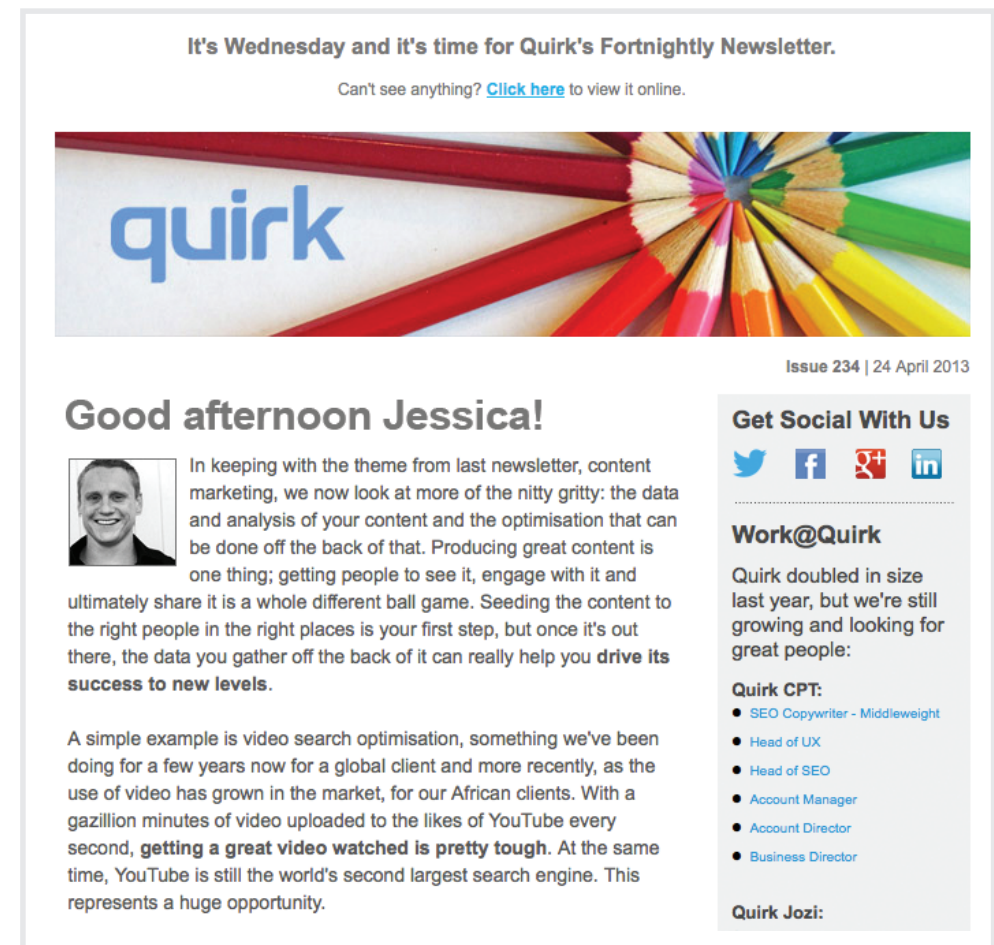 It's Wednesday and it's time for Quirk's Fortnightly Newsletter.
Can't see anything? Click here to view it online.
quirk
Issue 234 | 24 April 2013
Good afternoon Jessica!
In keeping with the theme from last newsletter, content
marketing, we now look at more of the nitty gritty: the data
and analysis of your content and the optimisation that can
be done off the back of that. Producing great content is
one thing; getting people to see it, engage with it and
ultimately share it is a whole different ball game. Seeding the content to
the right people in the right places is your first step, but once it's out
there, the data you gather off the back of it can really help you drive its
success to new levels.
A simple example is video search optimisation, something we've been
doing for a few years now for a global client and more recently, as the
use of video has grown in the market, for our African clients. With a
gazillion minutes of video uploaded to the likes of YouTube every
second, getting a great video watched is pretty tough. At the same
time, YouTube is still the world's second largest search engine. This
represents a huge opportunity.
Get Social With Us
f
g+
in
Work@Quirk
Quirk doubled in size
last year, but we're still
growing and looking for
great people:
Quirk CPT:
SEO Copywriter - Middleweight
Head of UX
Head of SEO
Account Manager
Account Director
Business Director
Quirk Jozi: